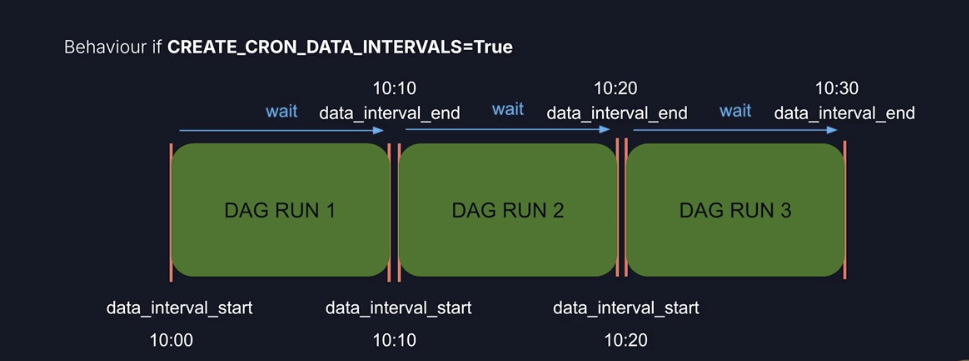 Behaviour if CREATE_CRON_DATA_INTERVALS=True
10:10 10:20 10:30
wait data_interval_end wait data_interval_end wait data_interval_end
DAG RUN 1 DAG RUN 2 DAG RUN 3
data_interval_start data_interval_start data_interval_start
10:00 10:10 10:20